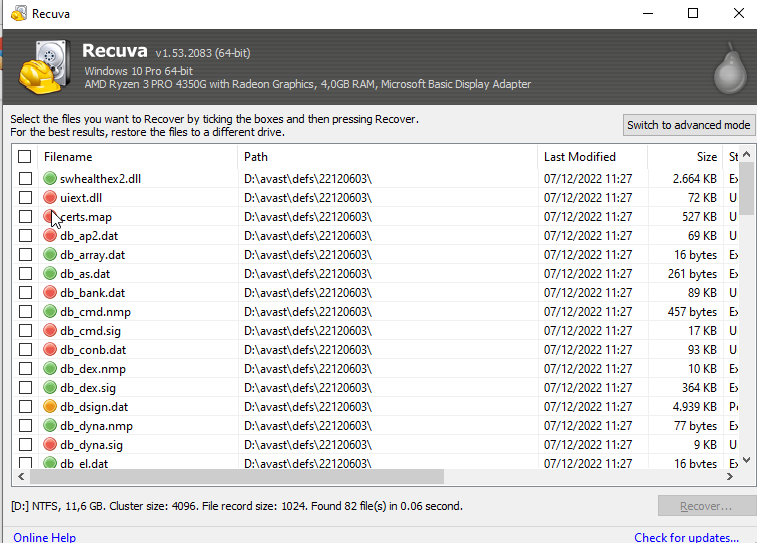 Recuva
Recuva v1.53.2083 (64-bit)
Windows 10 Pro 64-bit
AMD Ryzen 3 PRO 4350G with Radeon Graphics, 4,0GB RAM, Microsoft Basic Display Adapter
Select the files you want to Recover by ticking the boxes and then pressing Recover.
For the best results, restore the files to a different drive.
Switch to advanced mode
Filename Path Last Modified Size St
swhealthex2.dll D:\avast\defs\22120603\ 07/12/2022 11:27 2.664 KB Ex
uiext.dll D:\avast\defs\22120603\ 07/12/2022 11:27 72 KB U
certs.map D:\avast\defs\22120603\ 07/12/2022 11:27 527 KB U
db_ap2.dat D:\avast\defs\22120603\ 07/12/2022 11:27 69 KB U
db_array.dat D:\avast\defs\22120603\ 07/12/2022 11:27 16 bytes Ex
db_as.dat D:\avast\defs\22120603\ 07/12/2022 11:27 261 bytes Ex
db_bank.dat D:\avast\defs\22120603\ 07/12/2022 11:27 89 KB U
db_cmd.nmp D:\avast\defs\22120603\ 07/12/2022 11:27 457 bytes Ex
db_cmd.sig D:\avast\defs\22120603\ 07/12/2022 11:27 17 KB U
db_conb.dat D:\avast\defs\22120603\ 07/12/2022 11:27 93 KB U
db_dex.nmp D:\avast\defs\22120603\ 07/12/2022 11:27 10 KB Ex
db_dex.sig D:\avast\defs\22120603\ 07/12/2022 11:27 364 KB Ex
db_dsign.dat D:\avast\defs\22120603\ 07/12/2022 11:27 4.939 KB Po
db_dyna.nmp D:\avast\defs\22120603\ 07/12/2022 11:27 77 bytes Ex
db_dyna.sig D:\avast\defs\22120603\ 07/12/2022 11:27 9 KB U
db_el.dat D:\avast\defs\22120603\ 07/12/2022 11:27 16 bytes Ex
[D:] NTFS, 11,6 GB. Cluster size: 4096. File record size: 1024. Found 82 file(s) in 0.06 second.
Recover...
Online Help
Check for updates...